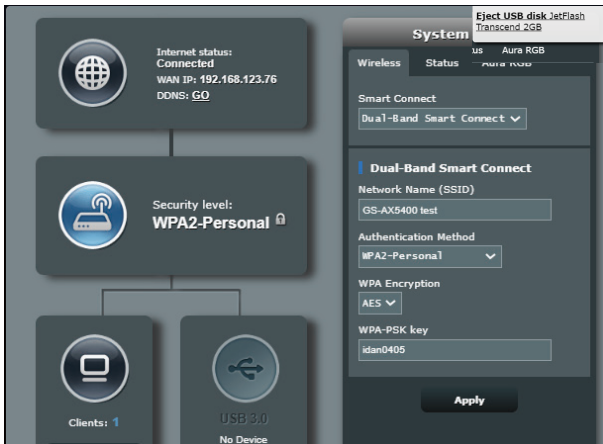 Internet status:
Connected
WAN IP: 192.168.123.76
DDNS: GO
Security level:
WPA2-Personal
Clients: 1
USB 3.0
No Device
Eject USB disk JetFlash
Transcend 2GB
System
us Aura RGB
Wireless Status Aura RGB
Smart Connect
Dual-Band Smart Connect
Dual-Band Smart Connect
Network Name (SSID)
GS-AX5400 test
Authentication Method
WPA2-Personal
WPA Encryption
AES
WPA-PSK key
idan0405
Apply